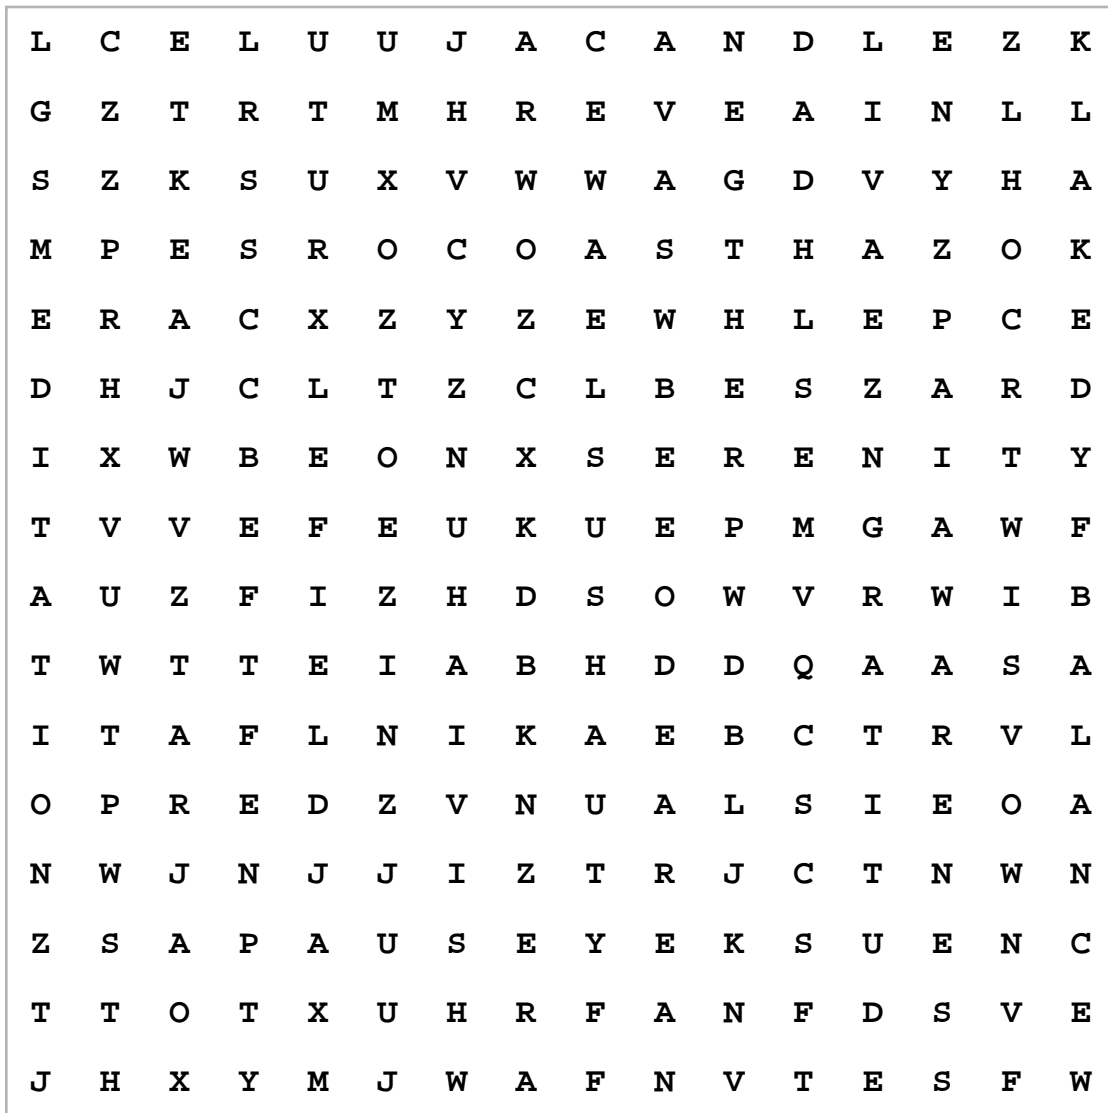 L C E L U U J A C A N D L E Z K
G Z T R T M H R E V E A I N L L
S Z K S U X V W W A G D V Y H A
M P E S R O C O A S T H A Z O K
E R A C X Z Y Z E W H L E P C E
D H J C L T Z C L B E S Z A R D
I X W B E O N X S E R E N I T Y
T V V E F E U K U E P M G A W F
A U Z F I Z H D S O W V R W I B
T W T T E I A B H D D Q A A S A
I T A F L N I K A E B C T R V L
O P R E D Z V N U A L S I E O A
N W J N J J I Z T R J C T N W N
Z S A P A U S E Y E K S U E N C
T T O T X U H R F A N F D S V E
J H X Y M J W A F N V T E S F W